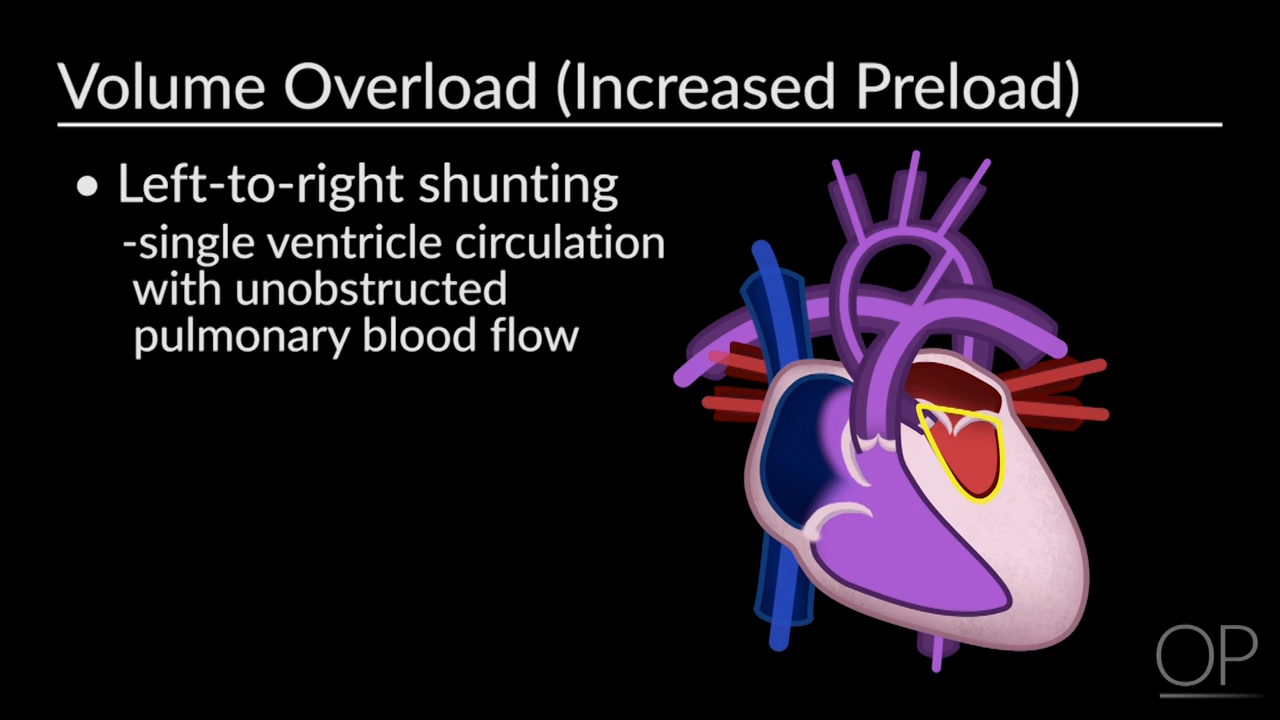 Volume Overload (Increased Preload)
• Left-to-right shunting
-single ventricle circulation
with unobstructed
pulmonary blood flow
OP